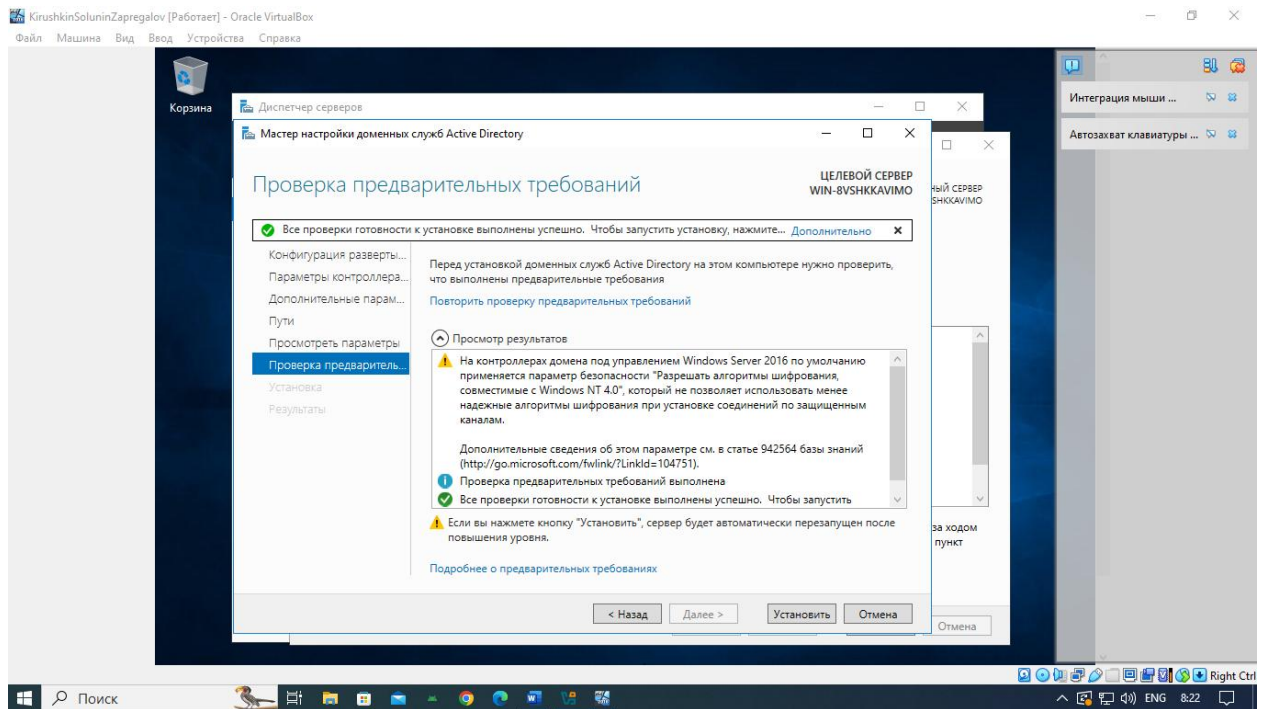 KirushkinSoluninZapregalov [Работает] - Oracle VirtualBox
Файл Машина Вид Ввод Устройства Справка
Корзина
Диспетчер серверов
Мастер настройки доменных служб Active Directory
Проверка предварительных требований
ЦЕЛЕВОЙ СЕРВЕР
WIN-8VSHKKAVIMO
НЫЙ СЕРВЕР
SHKKAVIMO
Все проверки готовности к установке выполнены успешно. Чтобы запустить установку, нажмите... Дополнительно
Конфигурация разверты...
Параметры контроллера...
Дополнительные парам...
Пути
Просмотреть параметры
Проверка предваритель...
Установка
Результаты
Перед установкой доменных служб Active Directory на этом компьютере нужно проверить,
что выполнены предварительные требования
Повторить проверку предварительных требований
Просмотр результатов
На контроллерах домена под управлением Windows Server 2016 по умолчанию
применяется параметр безопасности "Разрешать алгоритмы шифрования,
совместимые с Windows NT 4.0", который не позволяет использовать менее
надежные алгоритмы шифрования при установке соединений по защищенным
каналам.
Дополнительные сведения об этом параметре см. в статье 942564 базы знаний
(http://go.microsoft.com/fwlink/?LinkId=104751).
Проверка предварительных требований выполнена
Все проверки готовности к установке выполнены успешно. Чтобы запустить
Если вы нажмете кнопку "Установить", сервер будет автоматически перезапущен после
повышения уровня.
Подробнее о предварительных требованиях
за ходом
пункт
< Назад
Далее >
Установить
Отмена
Отмена
Интеграция мыши ...
Автозахват клавиатуры ...
Right Ctrl
Поиск
ENG
8:22